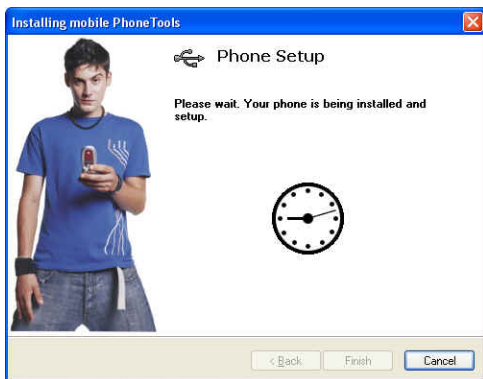 Installing mobile PhoneTools
Phone Setup
Please wait. Your phone is being installed and
setup.
< Back
Finish
Cancel